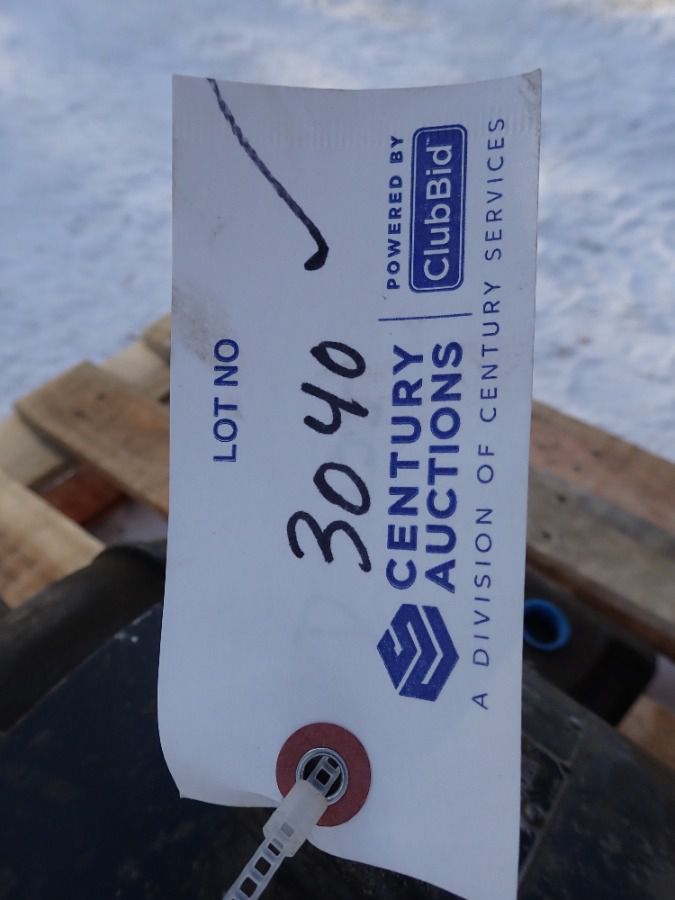 LOT NO
3040
CENTURY
AUCTIONS
POWERED BY
ClubBid
A DIVISION OF CENTURY SERVICES